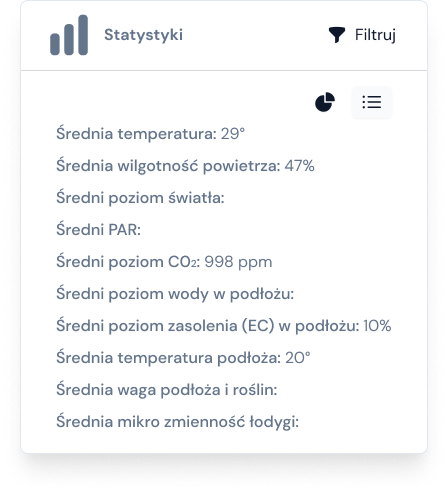 Statystyki
Filtruj
Średnia temperatura: 29°
Średnia wilgotność powietrza: 47%
Średni poziom światła:
Średni PAR:
Średni poziom C0₂: 998 ppm
Średni poziom wody w podłożu:
Średni poziom zasolenia (EC) w podłożu: 10%
Średnia temperatura podłoża: 20°
Średnia waga podłoża i roślin:
Średnia mikro zmienność łodygi: